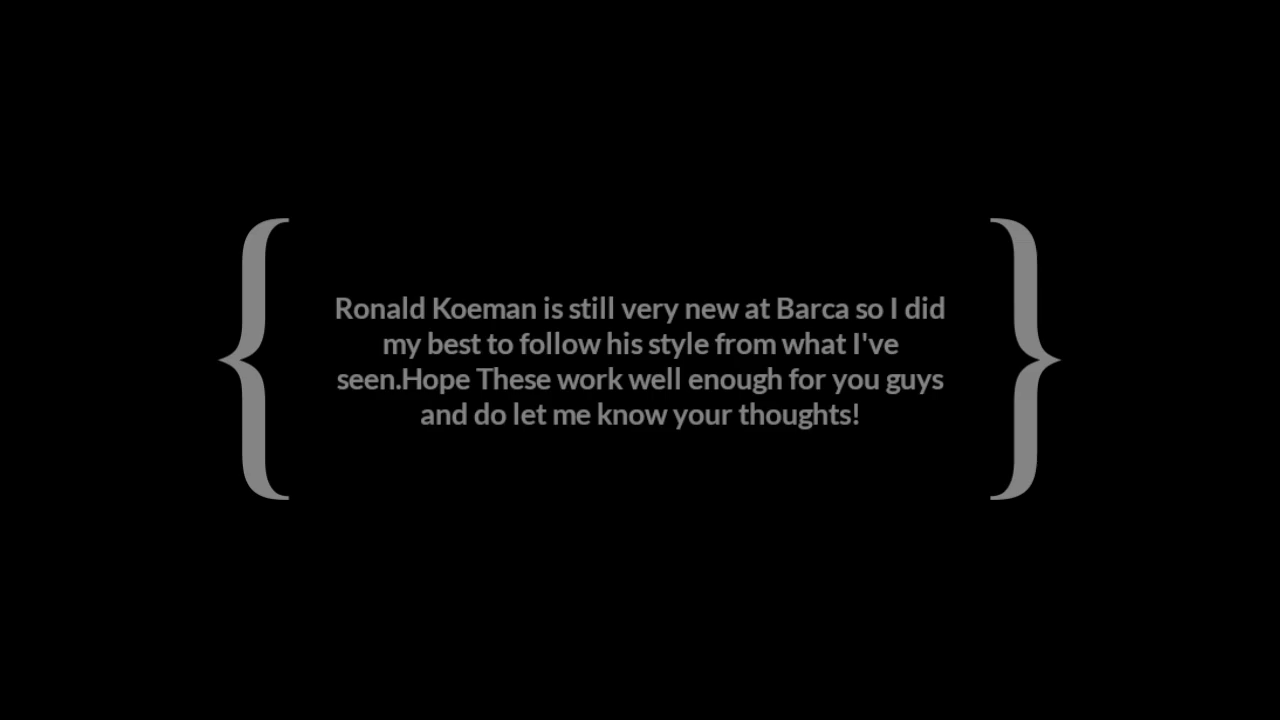 Ronald Koeman is still very new at Barca so I did
my best to follow his style from what I've
seen.Hope These work well enough for you guys
and do let me know your thoughts!